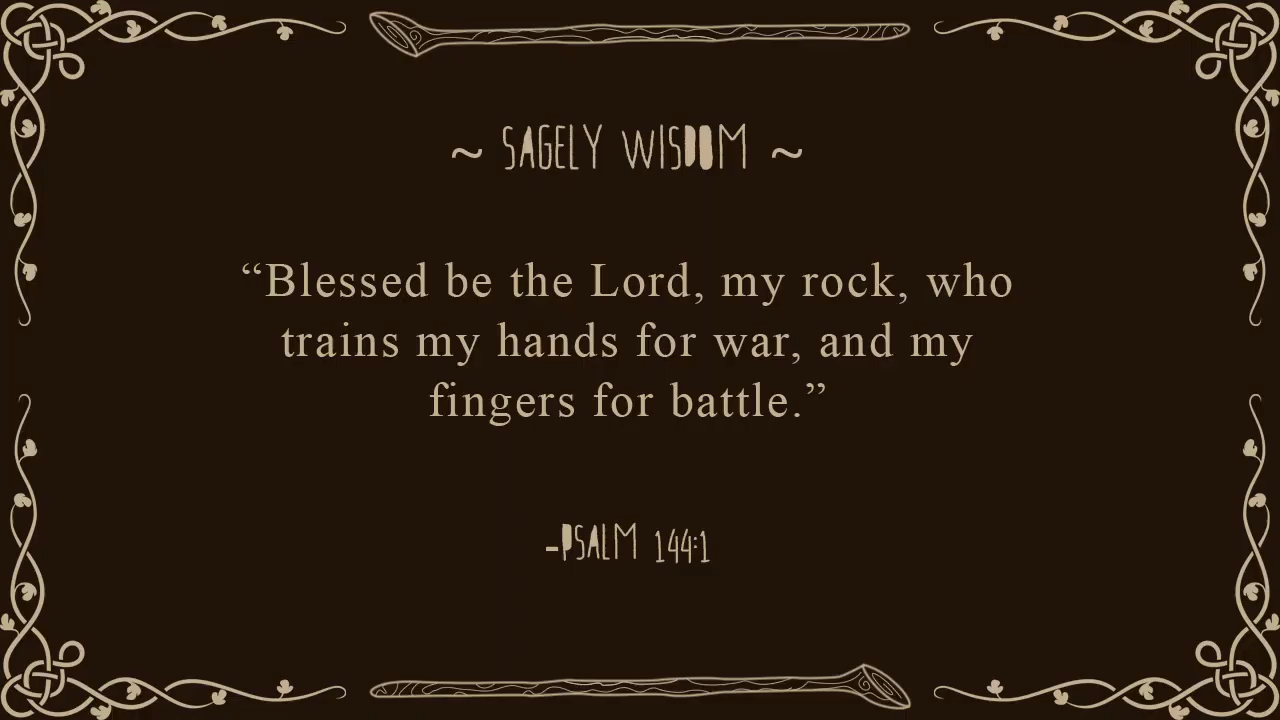 ~ SAGELY WISDOM ~
“Blessed be the Lord, my rock, who
trains my hands for war, and my
fingers for battle.”
-PSALM 144:1